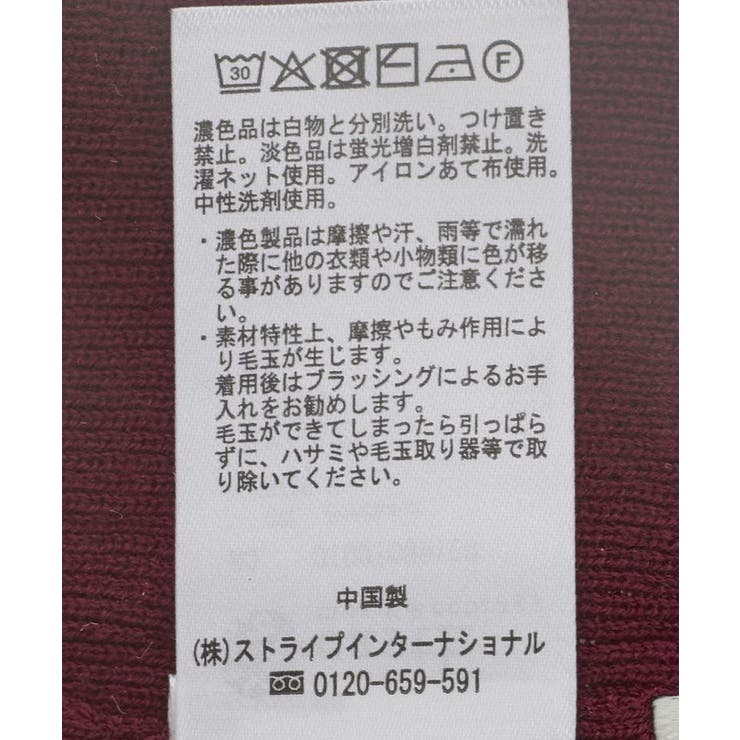 30 F
濃色品は白物と分別洗い。つけ置き
禁止。淡色品は蛍光増白剤禁止。洗
濯ネット使用。アイロンあて布使用。
中性洗剤使用。
・濃色製品は摩擦や汗、雨等で濡れ
た際に他の衣類や小物類に色が移
る事がありますのでご注意くださ
い。
・素材特性上、摩擦やもみ作用によ
り毛玉が生じます。
着用後はブラッシングによるお手
入れをお勧めします。
毛玉ができてしまったら引っぱら
ずに、ハサミや毛玉取り器等で取
り除いてください。
中国製
(株)ストライプインターナショナル
0120-659-591